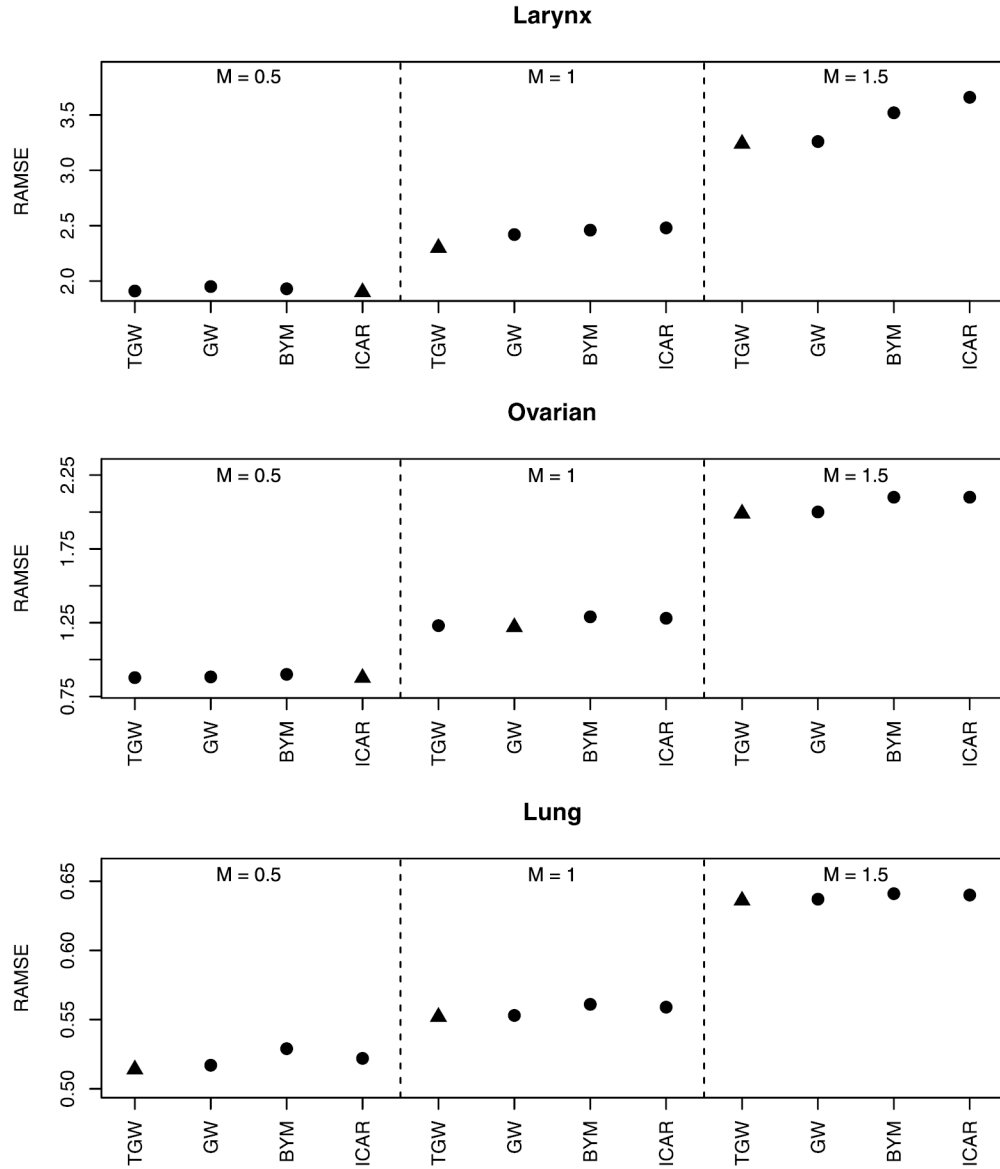 Larynx
M = 0.5 M = 1 M = 1.5
RAMSE
3.5
3.0
2.5
2.0
TGW GW BYM ICAR TGW GW BYM ICAR TGW GW BYM ICAR
Ovarian
M = 0.5 M = 1 M = 1.5
RAMSE
2.25
1.75
1.25
0.75
TGW GW BYM ICAR TGW GW BYM ICAR TGW GW BYM ICAR
Lung
M = 0.5 M = 1 M = 1.5
RAMSE
0.65
0.60
0.55
0.50
TGW GW BYM ICAR TGW GW BYM ICAR TGW GW BYM ICAR